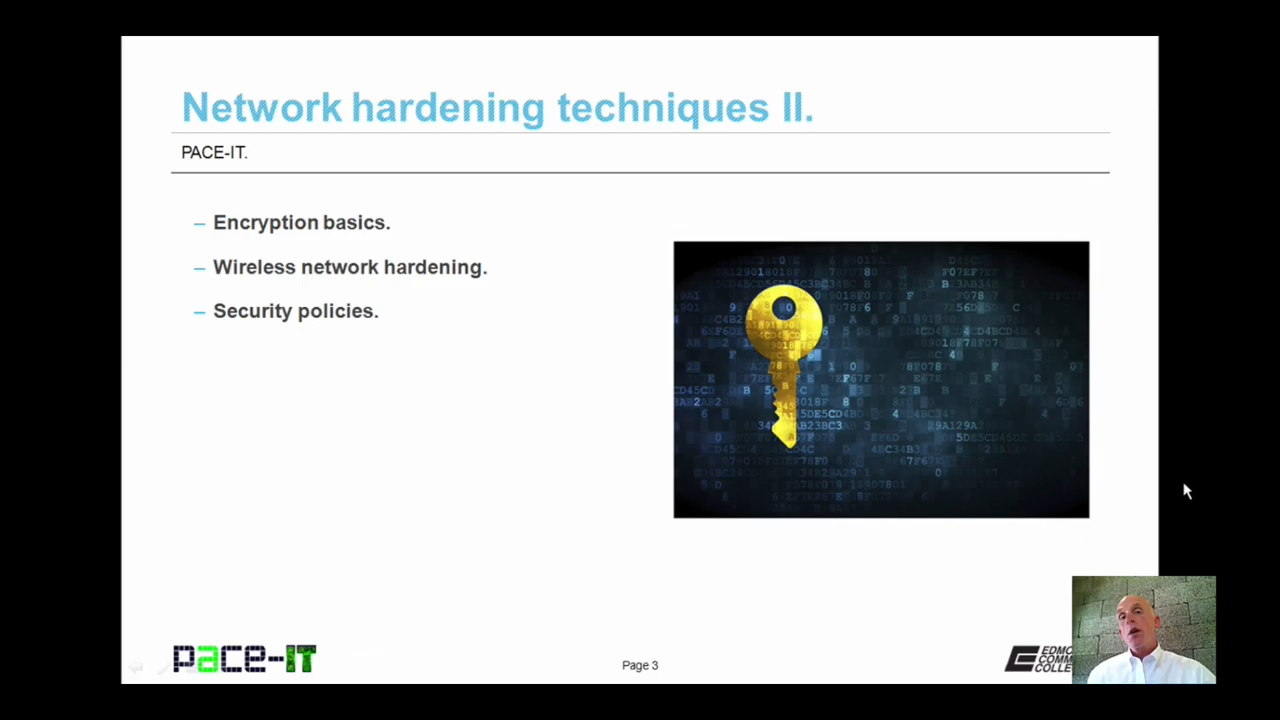 Network hardening techniques II.
PACE-IT.
– Encryption basics.
– Wireless network hardening.
– Security policies.
pace-IT
Page 3